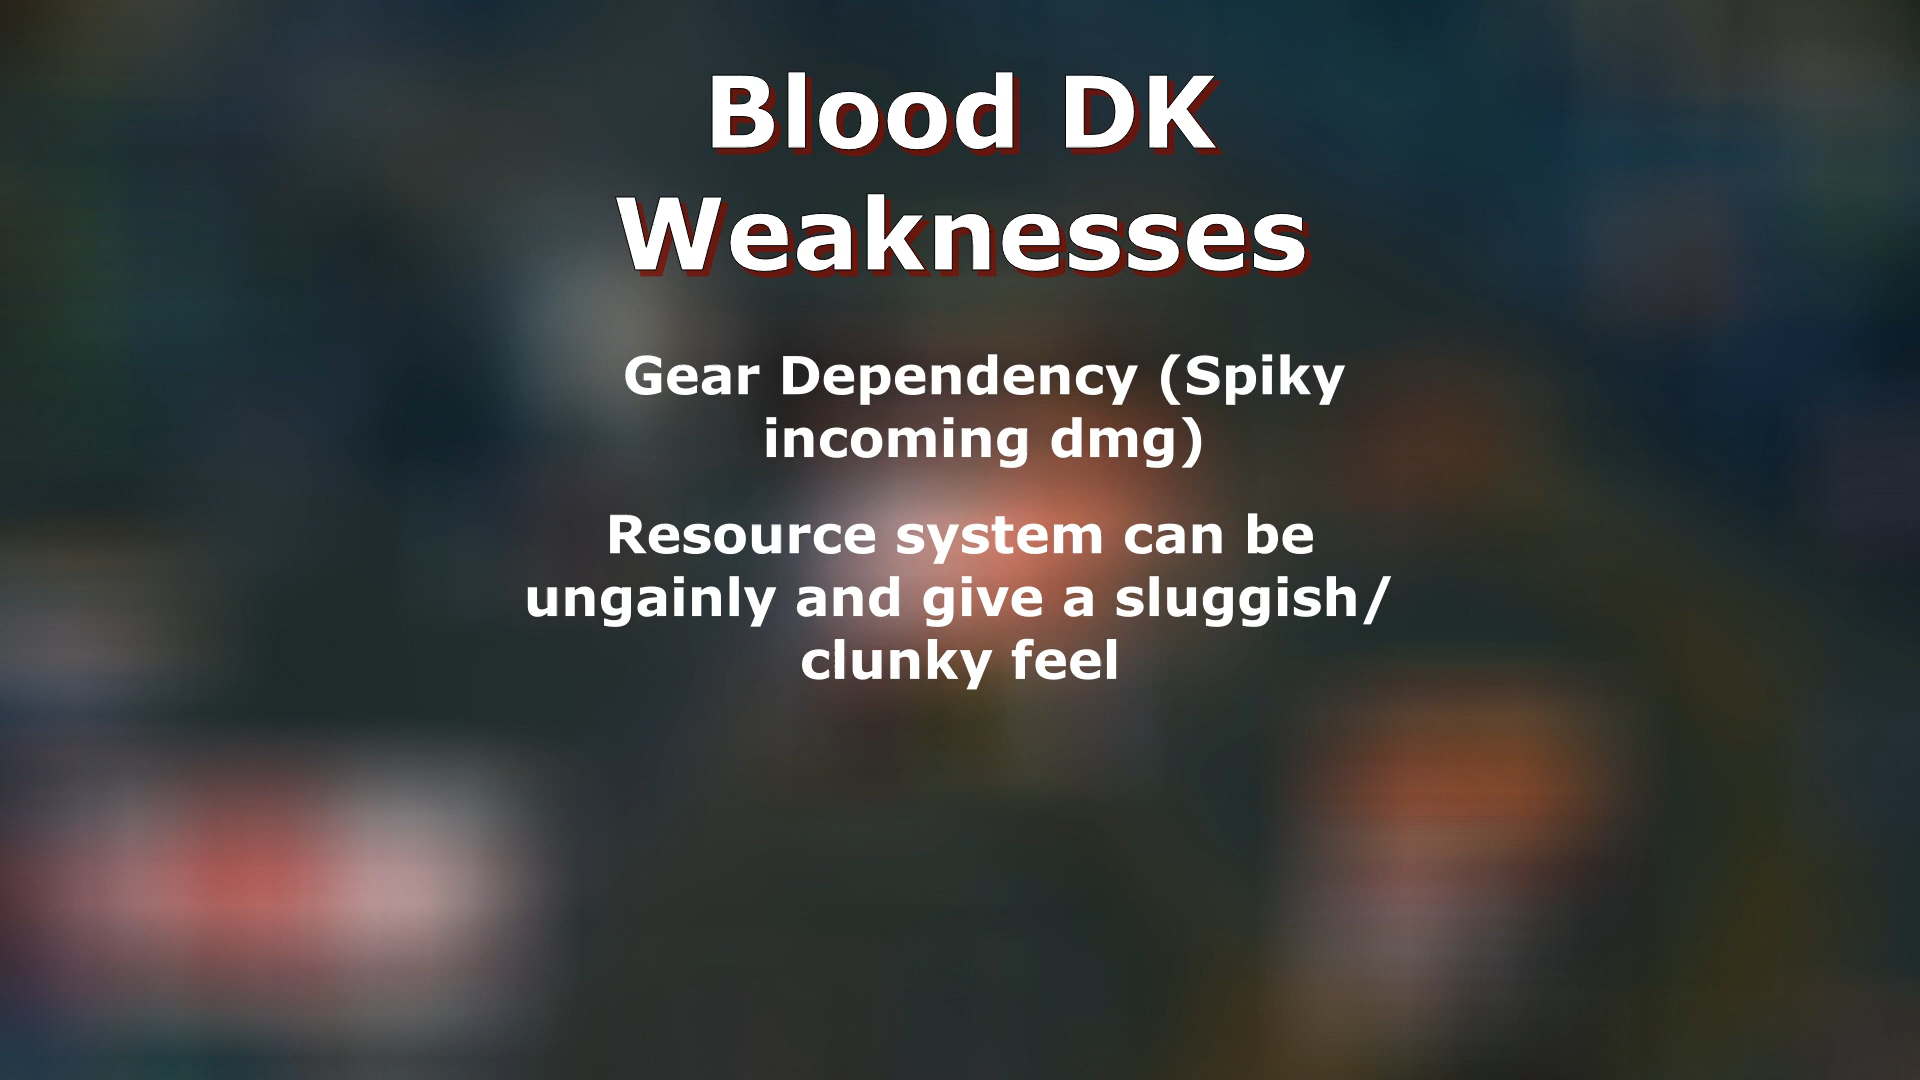 Blood DK
Weaknesses
Gear Dependency (Spiky
incoming dmg)
Resource system can be
ungainly and give a sluggish/
clunky feel